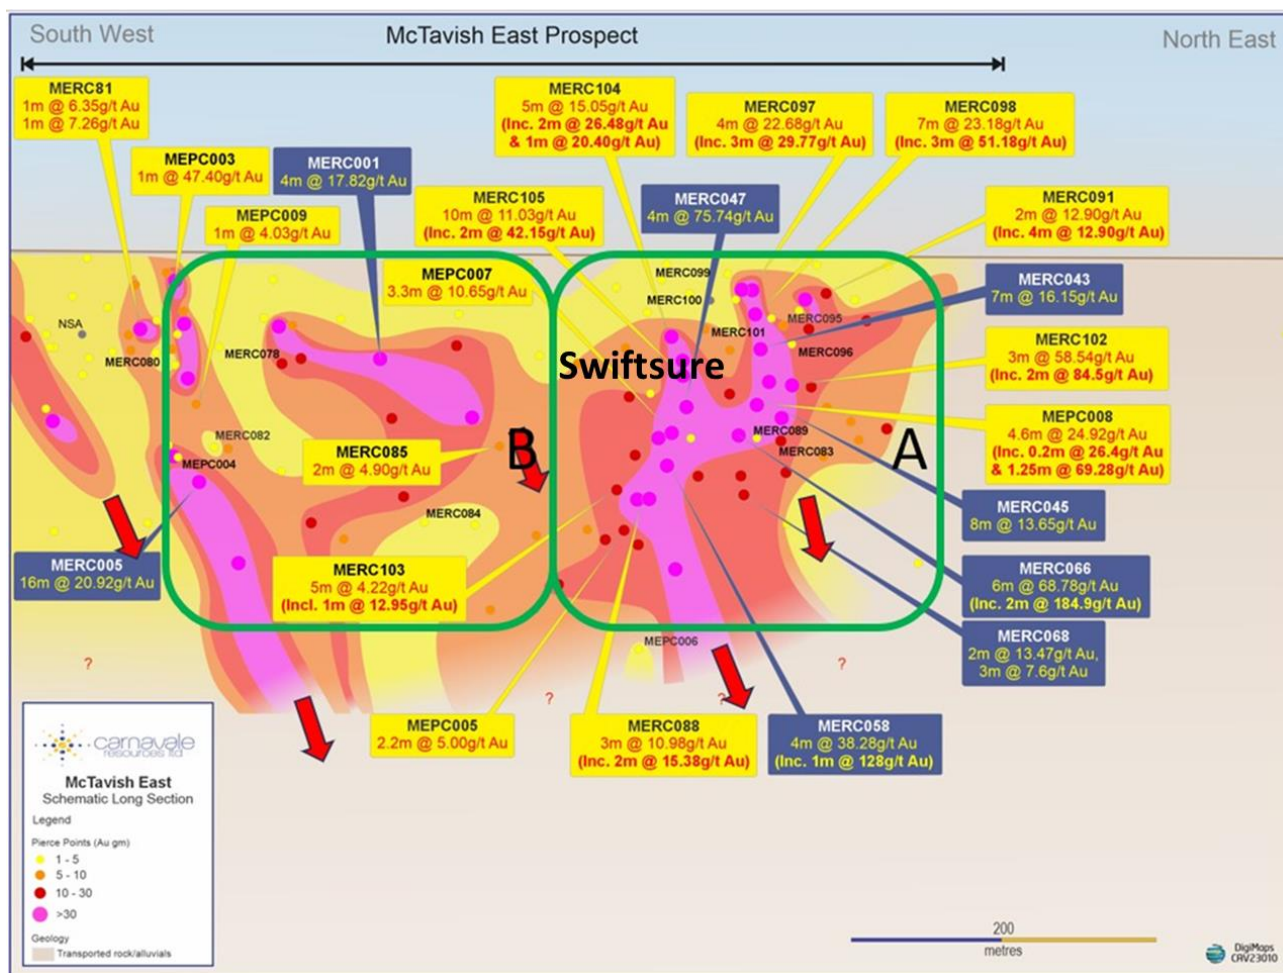 South West
McTavish East Prospect
North East
MERC81
1m @ 6.35g/t Au
1m @ 7.26g/t Au
MEPC003
1m @ 47.40g/t Au
MEPC009
1m @ 4.03g/t Au
MERC001
4m @ 17.82g/t Au
MERC104
5m @ 15.05g/t Au
(Inc. 2m @ 26.48g/t Au
& 1m @ 20.40g/t Au)
MERC097
4m @ 22.68g/t Au
(Inc. 3m @ 29.77g/t Au)
MERC098
7m @ 23.18g/t Au
(Inc. 3m @ 51.18g/t Au)
MERC105
10m @ 11.03g/t Au
(Inc. 2m @ 42.15g/t Au)
MERC047
4m @ 75.74g/t Au
MERC091
2m @ 12.90g/t Au
(Inc. 4m @ 12.90g/t Au)
MEPC007
3.3m @ 10.65g/t Au
MERC099
MERC100
MERC043
7m @ 16.15g/t Au
NSA
MERC080
MERC078
MERC101
MERC095
MERC096
Swiftsure
MERC102
3m @ 58.54g/t Au
(Inc. 2m @ 84.5g/t Au)
MERC082
MEPC004
MERC085
2m @ 4.90g/t Au
B
MERC089
MERC083
A
MEPC008
4.6m @ 24.92g/t Au
(Inc. 0.2m @ 26.4g/t Au
& 1.25m @ 69.28g/t Au)
MERC084
MERC045
8m @ 13.65g/t Au
MERC005
16m @ 20.92g/t Au
MERC103
5m @ 4.22g/t Au
(Incl. 1m @ 12.95g/t Au)
MERC066
6m @ 68.78g/t Au
(Inc. 2m @ 184.9g/t Au)
MEPC006
MERC068
2m @ 13.47g/t Au,
3m @ 7.6g/t Au
?
?
?
?
MEPC005
2.2m @ 5.00g/t Au
MERC088
3m @ 10.98g/t Au
(Inc. 2m @ 15.38g/t Au)
MERC058
4m @ 38.28g/t Au
(Inc. 1m @ 128g/t Au)
carnavale
resources ltd
McTavish East
Schematic Long Section
Legend
Pierce Points (Au gm)
1 - 5
5 - 10
10 - 30
>30
Geology
Transported rock/alluvials
200
metres
DigiMaps
CRV23010